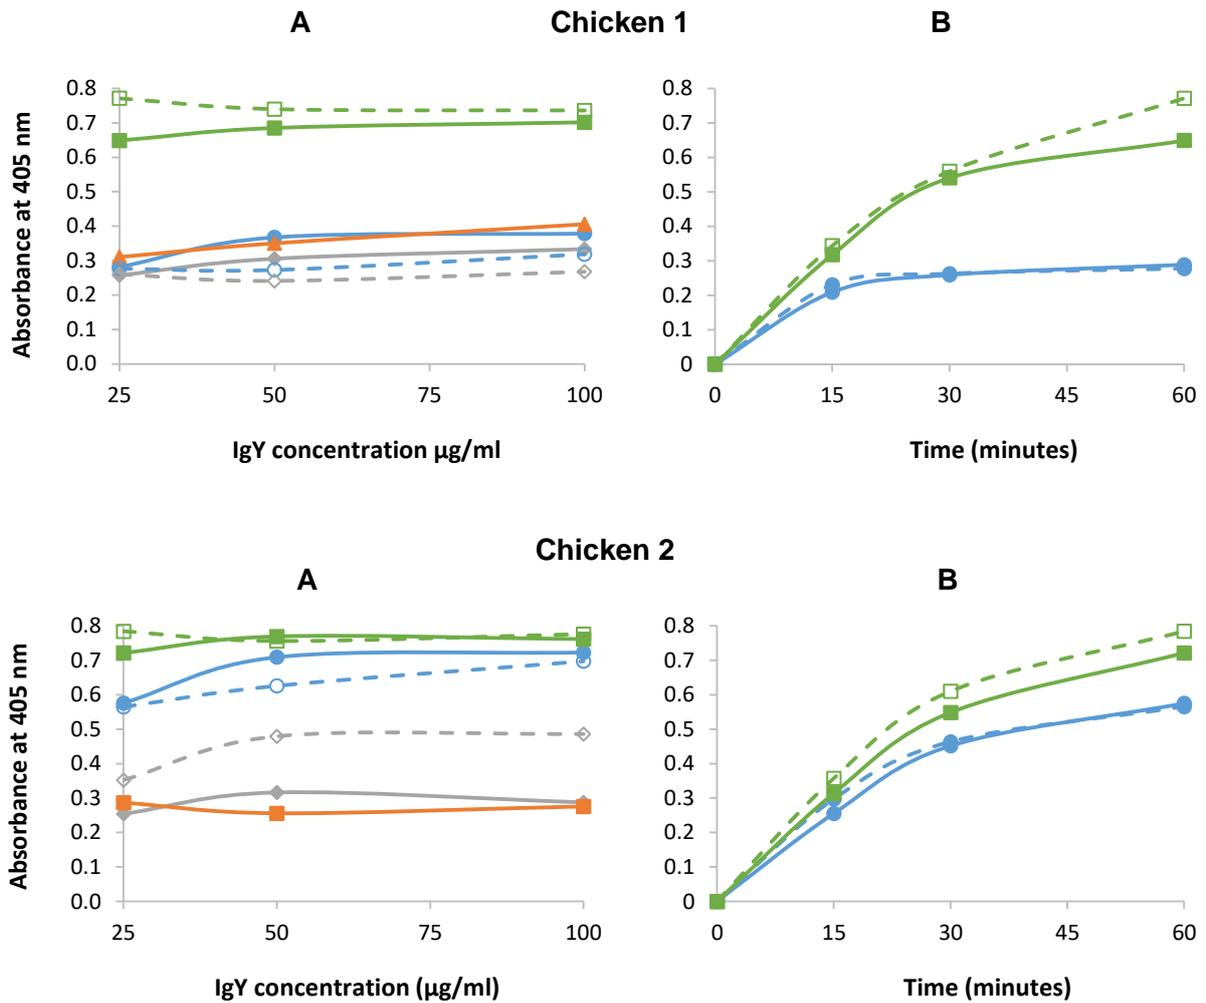 Chicken 1
A
B
Absorbance at 405 nm
0.8
0.7
0.6
0.5
0.4
0.3
0.2
0.1
0.0
25 50 75 100
IgY concentration µg/ml
0.8
0.7
0.6
0.5
0.4
0.3
0.2
0.1
0
0 15 30 45 60
Time (minutes)
Chicken 2
A
B
Absorbance at 405 nm
0.8
0.7
0.6
0.5
0.4
0.3
0.2
0.1
0.0
25 50 75 100
IgY concentration (µg/ml)
0.8
0.7
0.6
0.5
0.4
0.3
0.2
0.1
0
0 15 30 45 60
Time (minutes)